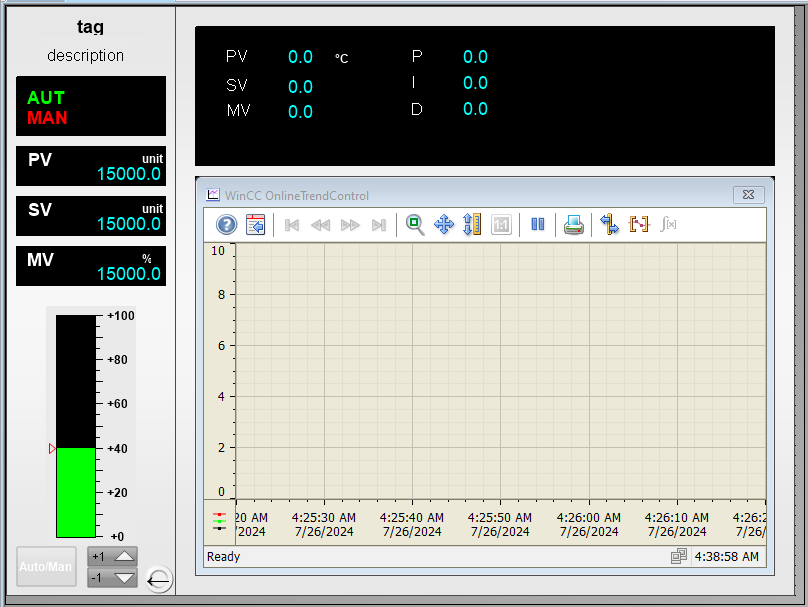 tag
description
AUT
MAN
PV unit
15000.0
SV unit
15000.0
MV %
15000.0
+100
+80
+60
+40
+20
+0
Auto/Man
+1
-1
PV 0.0 °C P 0.0
SV 0.0 I 0.0
MV 0.0 D 0.0
WinCC OnlineTrendControl
1:1
f(x)
10
8
6
4
2
0
20 AM 4:25:30 AM 4:25:40 AM 4:25:50 AM 4:26:00 AM 4:26:10 AM 4:26:2
/2024 7/26/2024 7/26/2024 7/26/2024 7/26/2024 7/26/2024 7/26/
Ready 4:38:58 AM